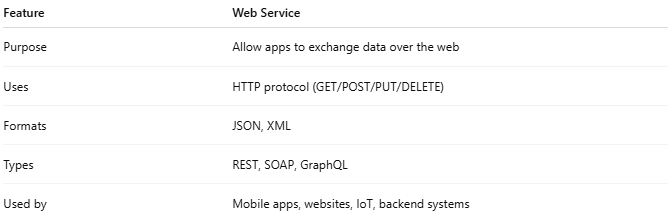 Feature Web Service
Purpose Allow apps to exchange data over the web
Uses HTTP protocol (GET/POST/PUT/DELETE)
Formats JSON, XML
Types REST, SOAP, GraphQL
Used by Mobile apps, websites, IoT, backend systems